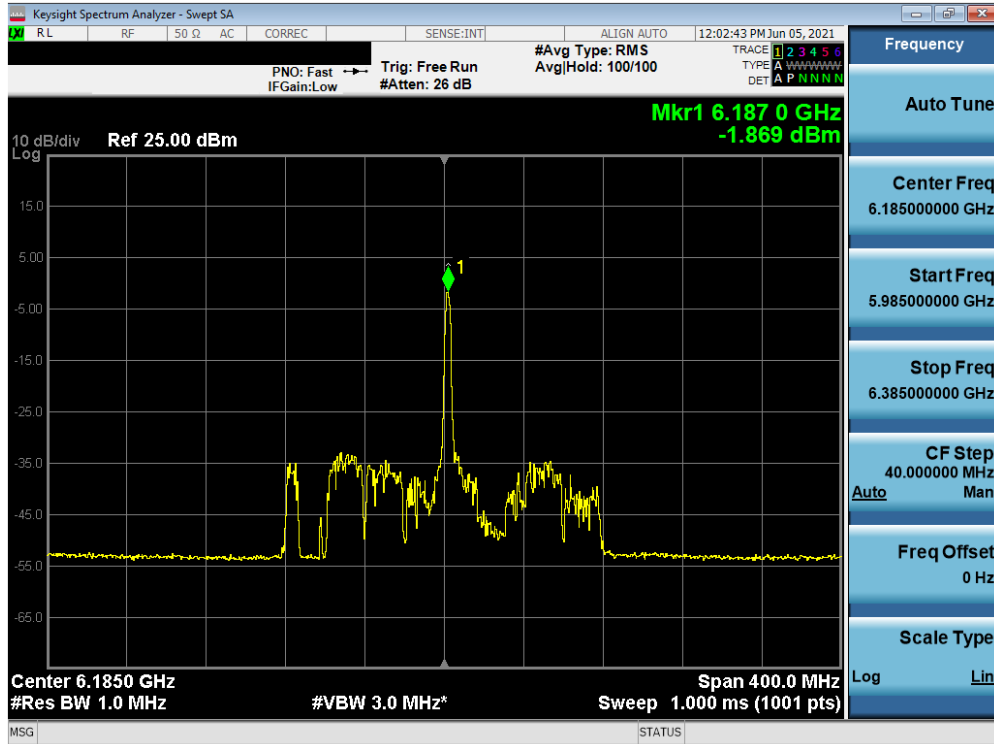 Keysight Spectrum Analyzer - Swept SA
LXI RL RF 50 Ω AC CORREC SENSE:INT ALIGN AUTO 12:02:43 PM Jun 05, 2021
PNO: Fast
IFGain:Low
Trig: Free Run
#Atten: 26 dB
#Avg Type: RMS
Avg|Hold: 100/100
TRACE 1 2 3 4 5 6
TYPE A WWWWW
DET A P N N N N
Mkr1 6.187 0 GHz
-1.869 dBm
10 dB/div Ref 25.00 dBm
Log
15.0
5.00
-5.00
-15.0
-25.0
-35.0
-45.0
-55.0
-65.0
1
Center 6.1850 GHz Span 400.0 MHz
#Res BW 1.0 MHz #VBW 3.0 MHz* Sweep 1.000 ms (1001 pts)
MSG STATUS
Frequency
Auto Tune
Center Freq
6.185000000 GHz
Start Freq
5.985000000 GHz
Stop Freq
6.385000000 GHz
CF Step
40.000000 MHz
Auto Man
Freq Offset
0 Hz
Scale Type
Log Lin